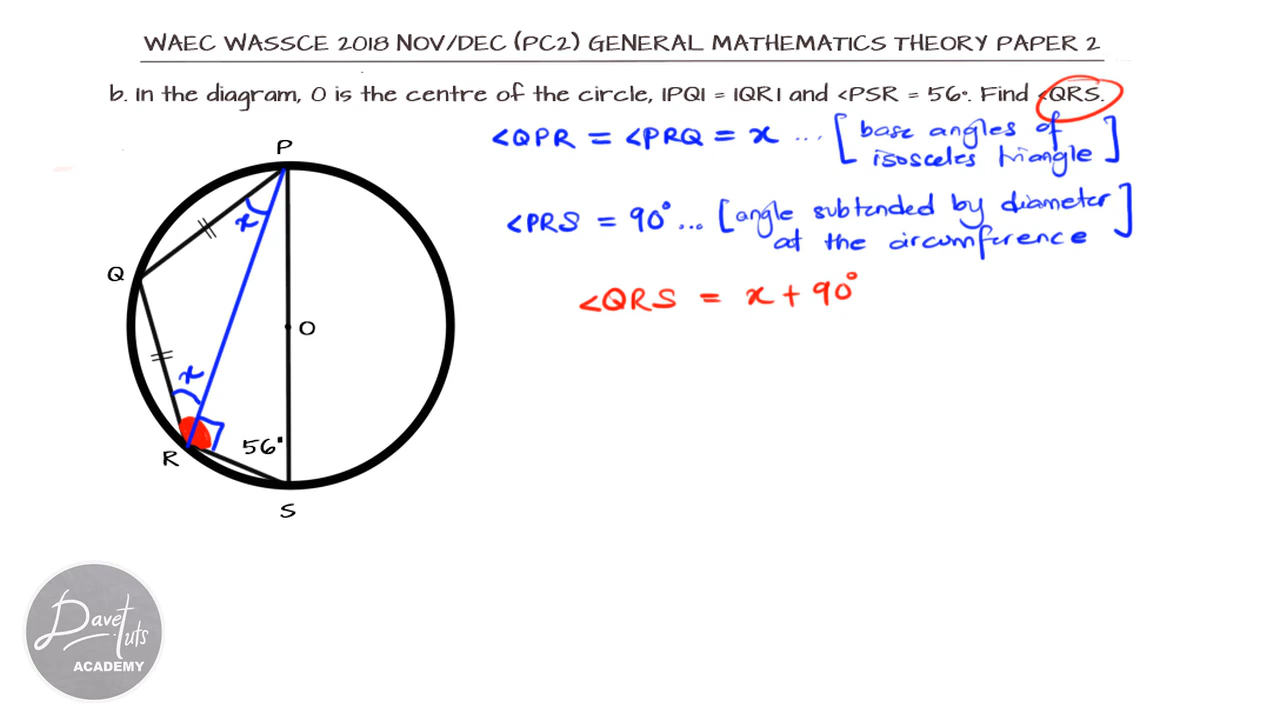 WAEC WASSCE 2018 NOV/DEC (PC2) GENERAL MATHEMATICS THEORY PAPER 2
b. In the diagram, O is the centre of the circle, |PQ| = |QR| and <PSR = 56°. Find <QRS.
<QPR = <PRQ = x ... [base angles of
isosceles triangle]
<PRS = 90° ... [angle subtended by diameter
at the circumference]
<QRS = x + 90°
P
x
Q
O
x
56°
R
S
Dave
Tuts
ACADEMY